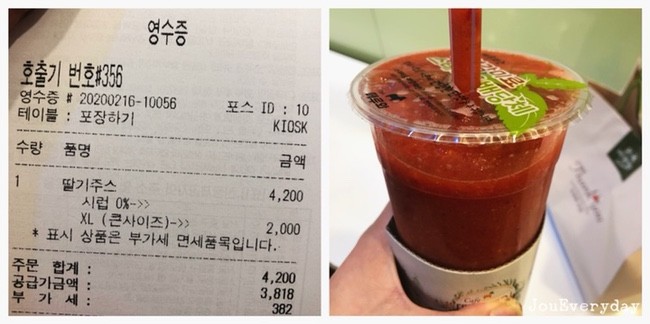 영수증
호출기 번호#356
영수증 # 20200216-10056 포스 ID : 10
테이블 : 포장하기 KIOSK
수량 품명 금액
1 딸기주스 4,200
시럽 0%->>
XL (큰사이즈)->> 2,000
* 표시 상품은 부가세 면세품목입니다.
주문 합계 : 4,200
공급가금액 : 3,818
부 가 세 : 382
JouEveryday